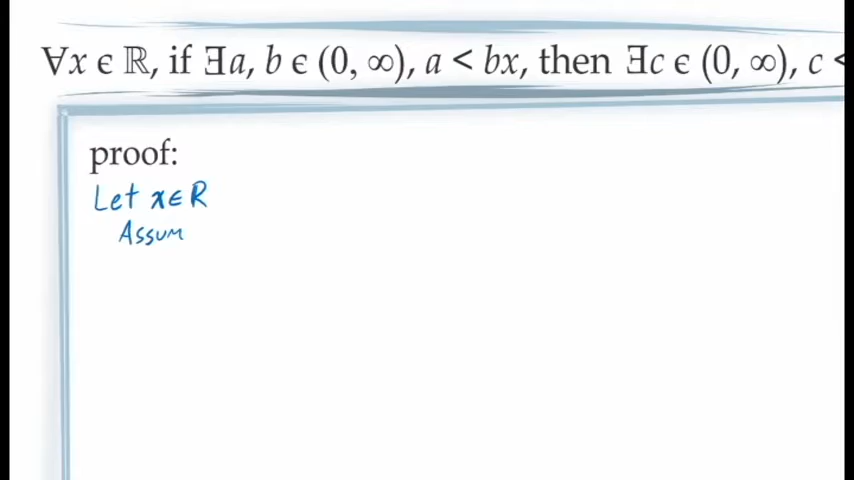 ∀x ϵ ℝ, if ∃a, b ϵ (0, ∞), a < bx, then ∃c ϵ (0, ∞), c <
proof:
Let x ϵ R
Assum